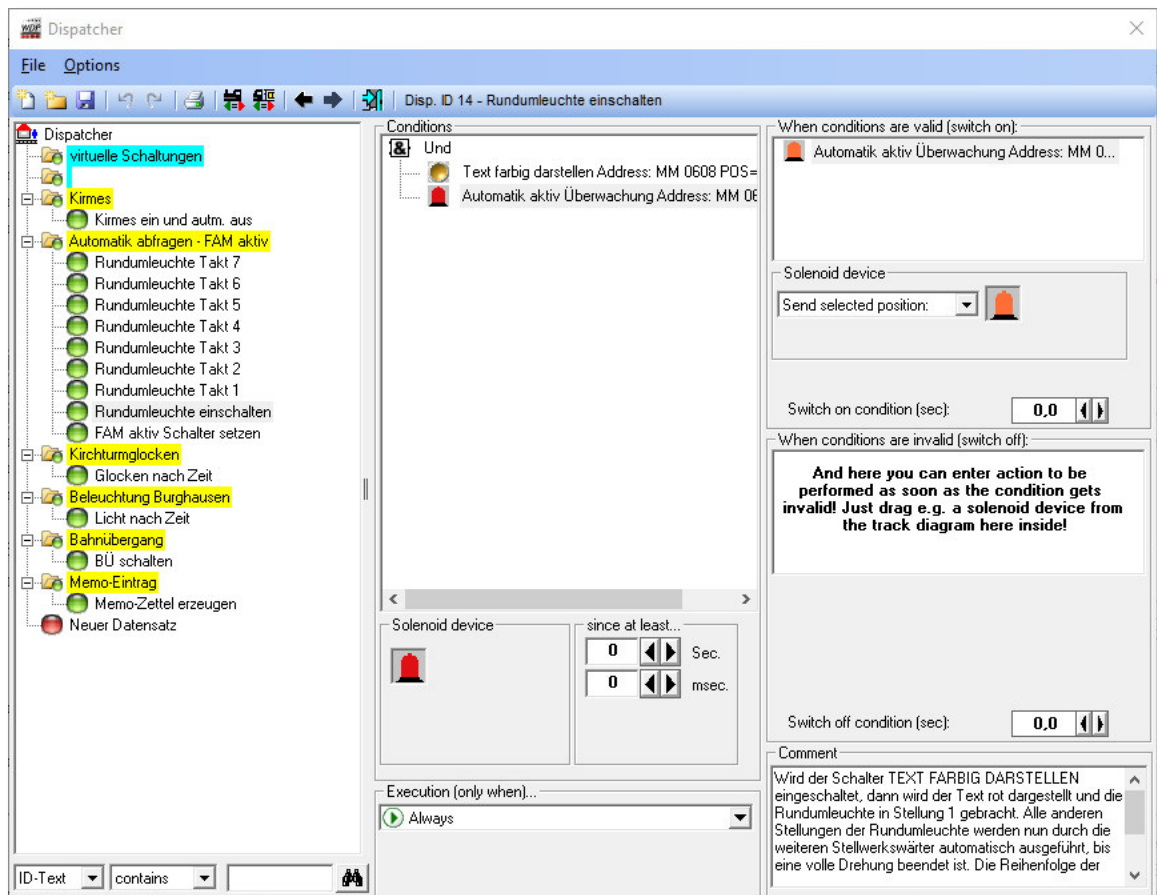 WDP Dispatcher
File Options
Disp. ID 14 - Rundumleuchte einschalten
Dispatcher
virtuelle Schaltungen
Kirmes
Kirmes ein und autm. aus
Automatik abfragen - FAM aktiv
Rundumleuchte Takt 7
Rundumleuchte Takt 6
Rundumleuchte Takt 5
Rundumleuchte Takt 4
Rundumleuchte Takt 3
Rundumleuchte Takt 2
Rundumleuchte Takt 1
Rundumleuchte einschalten
FAM aktiv Schalter setzen
Kirchturmglocken
Glocken nach Zeit
Beleuchtung Burghausen
Licht nach Zeit
Bahnübergang
BÜ schalten
Memo-Eintrag
Memo-Zettel erzeugen
Neuer Datensatz
ID-Text contains
Conditions
& Und
Text farbig darstellen Address: MM 0608 POS=
Automatik aktiv Überwachung Address: MM 06
Solenoid device
since at least...
0 Sec.
0 msec.
Execution (only when)...
Always
When conditions are valid (switch on):
Automatik aktiv Überwachung Address: MM 0...
Solenoid device
Send selected position:
Switch on condition (sec): 0,0
When conditions are invalid (switch off):
And here you can enter action to be
performed as soon as the condition gets
invalid! Just drag e.g. a solenoid device from
the track diagram here inside!
Switch off condition (sec): 0,0
Comment
Wird der Schalter TEXT FARBIG DARSTELLEN
eingeschaltet, dann wird der Text rot dargestellt und die
Rundumleuchte in Stellung 1 gebracht. Alle anderen
Stellungen der Rundumleuchte werden nun durch die
weiteren Stellwerkswärter automatisch ausgeführt, bis
eine volle Drehung beendet ist. Die Reihenfolge der